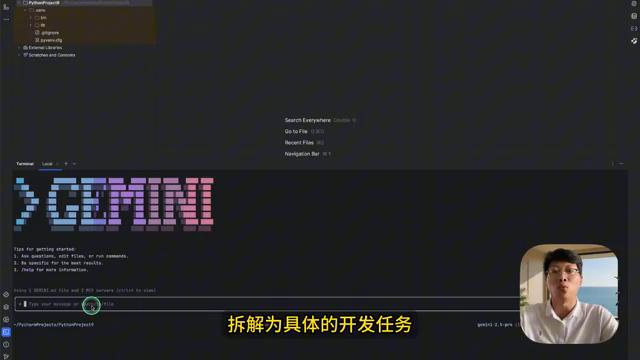 PythonProject8
.venv
bin
lib
.gitignore
pyvenv.cfg
External Libraries
Scratches and Consoles
Search Everywhere Double ⇧
Go to File ⇧⌘O
Recent Files ⌘E
Navigation Bar ⌘↑
Terminal Local
>GEMINI
Tips for getting started:
1. Ask questions, edit files, or run commands.
2. Be specific for the best results.
3. /help for more information.
Using 1 GEMINI.md file and 2 MCP servers (ctrl+t to view)
> Type your message or @path/to/file
gemini-2.5-pro
拆解为具体的开发任务